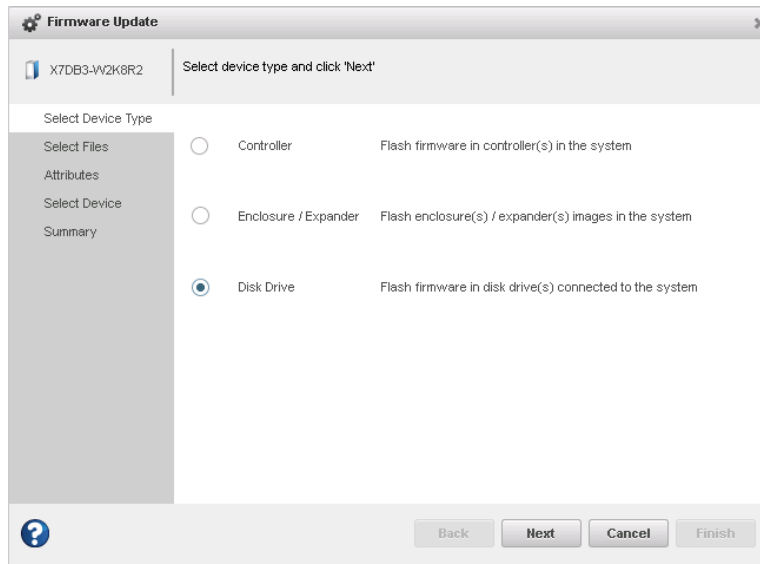 Firmware Update
X7DB3-W2K8R2
Select device type and click 'Next'
Select Device Type
Select Files
Attributes
Select Device
Summary
Controller Flash firmware in controller(s) in the system
Enclosure / Expander Flash enclosure(s) / expander(s) images in the system
Disk Drive Flash firmware in disk drive(s) connected to the system
?
Back Next Cancel Finish